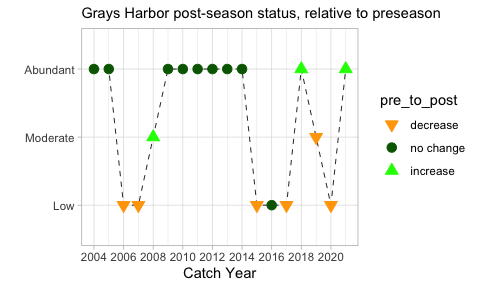 Grays Harbor post-season status, relative to preseason
Abundant
Moderate
Low
2004 2006 2008 2010 2012 2014 2016 2018 2020
Catch Year
pre_to_post
decrease
no change
increase